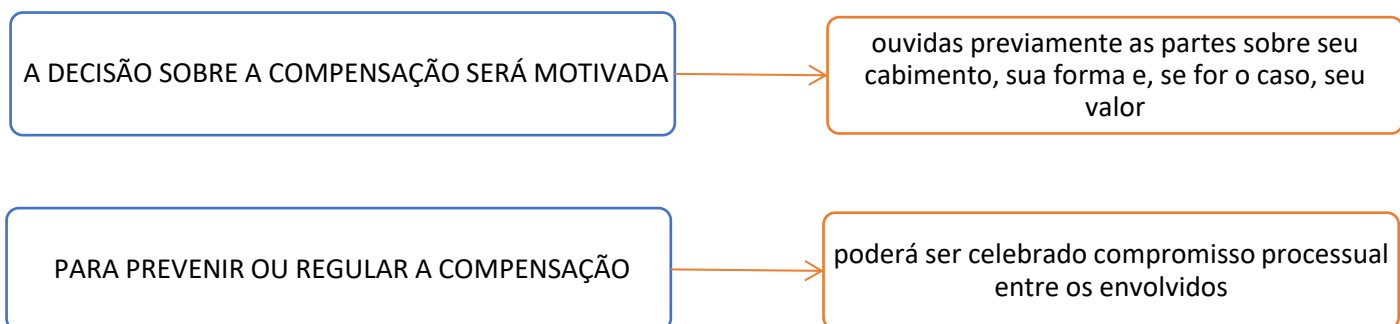 A DECISÃO SOBRE A COMPENSAÇÃO SERÁ MOTIVADA
ouvidas previamente as partes sobre seu
cabimento, sua forma e, se for o caso, seu
valor
PARA PREVENIR OU REGULAR A COMPENSAÇÃO
poderá ser celebrado compromisso processual
entre os envolvidos